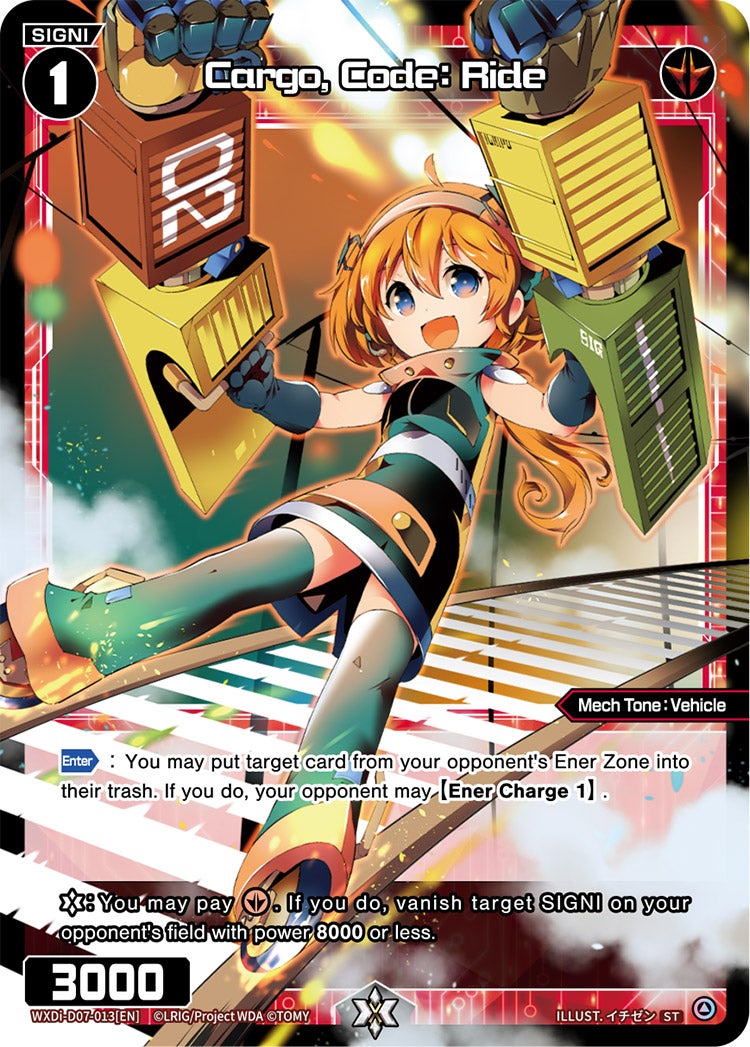 SIGNI
1
Cargo, Code: Ride
SIG
Mech Tone : Vehicle
Enter : You may put target card from your opponent's Ener Zone into
their trash. If you do, your opponent may 【Ener Charge 1】.
: You may pay . If you do, vanish target SIGNI on your
opponent's field with power 8000 or less.
3000
WXDi-D07-013[EN] ©LRIG/Project WDA ©TOMY
ILLUST. イチゼン ST